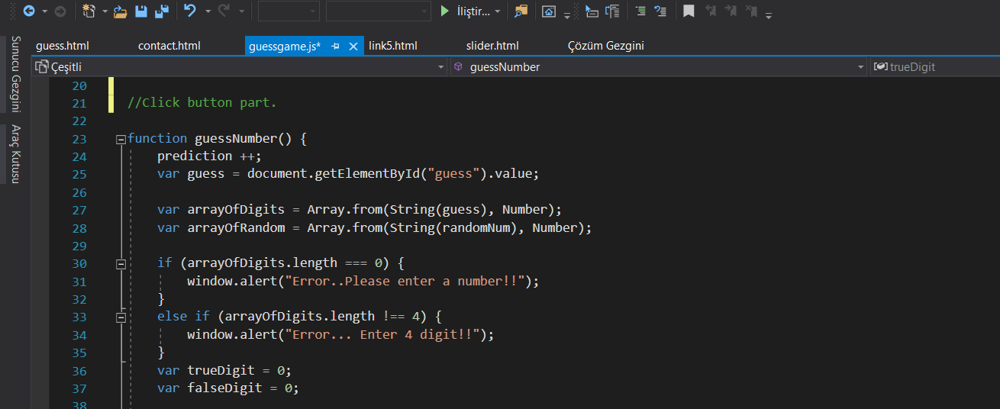 İliştir...
guess.html contact.html guessgame.js* link5.html slider.html Çözüm Gezgini
Sunucu Gezgini
Araç Kutusu
Çeşitli guessNumber trueDigit
20
21 //Click button part.
22
23 function guessNumber() {
24 prediction ++;
25 var guess = document.getElementById("guess").value;
26
27 var arrayOfDigits = Array.from(String(guess), Number);
28 var arrayOfRandom = Array.from(String(randomNum), Number);
29
30 if (arrayOfDigits.length === 0) {
31 window.alert("Error..Please enter a number!!");
32 }
33 else if (arrayOfDigits.length !== 4) {
34 window.alert("Error... Enter 4 digit!!");
35 }
36 var trueDigit = 0;
37 var falseDigit = 0;
38